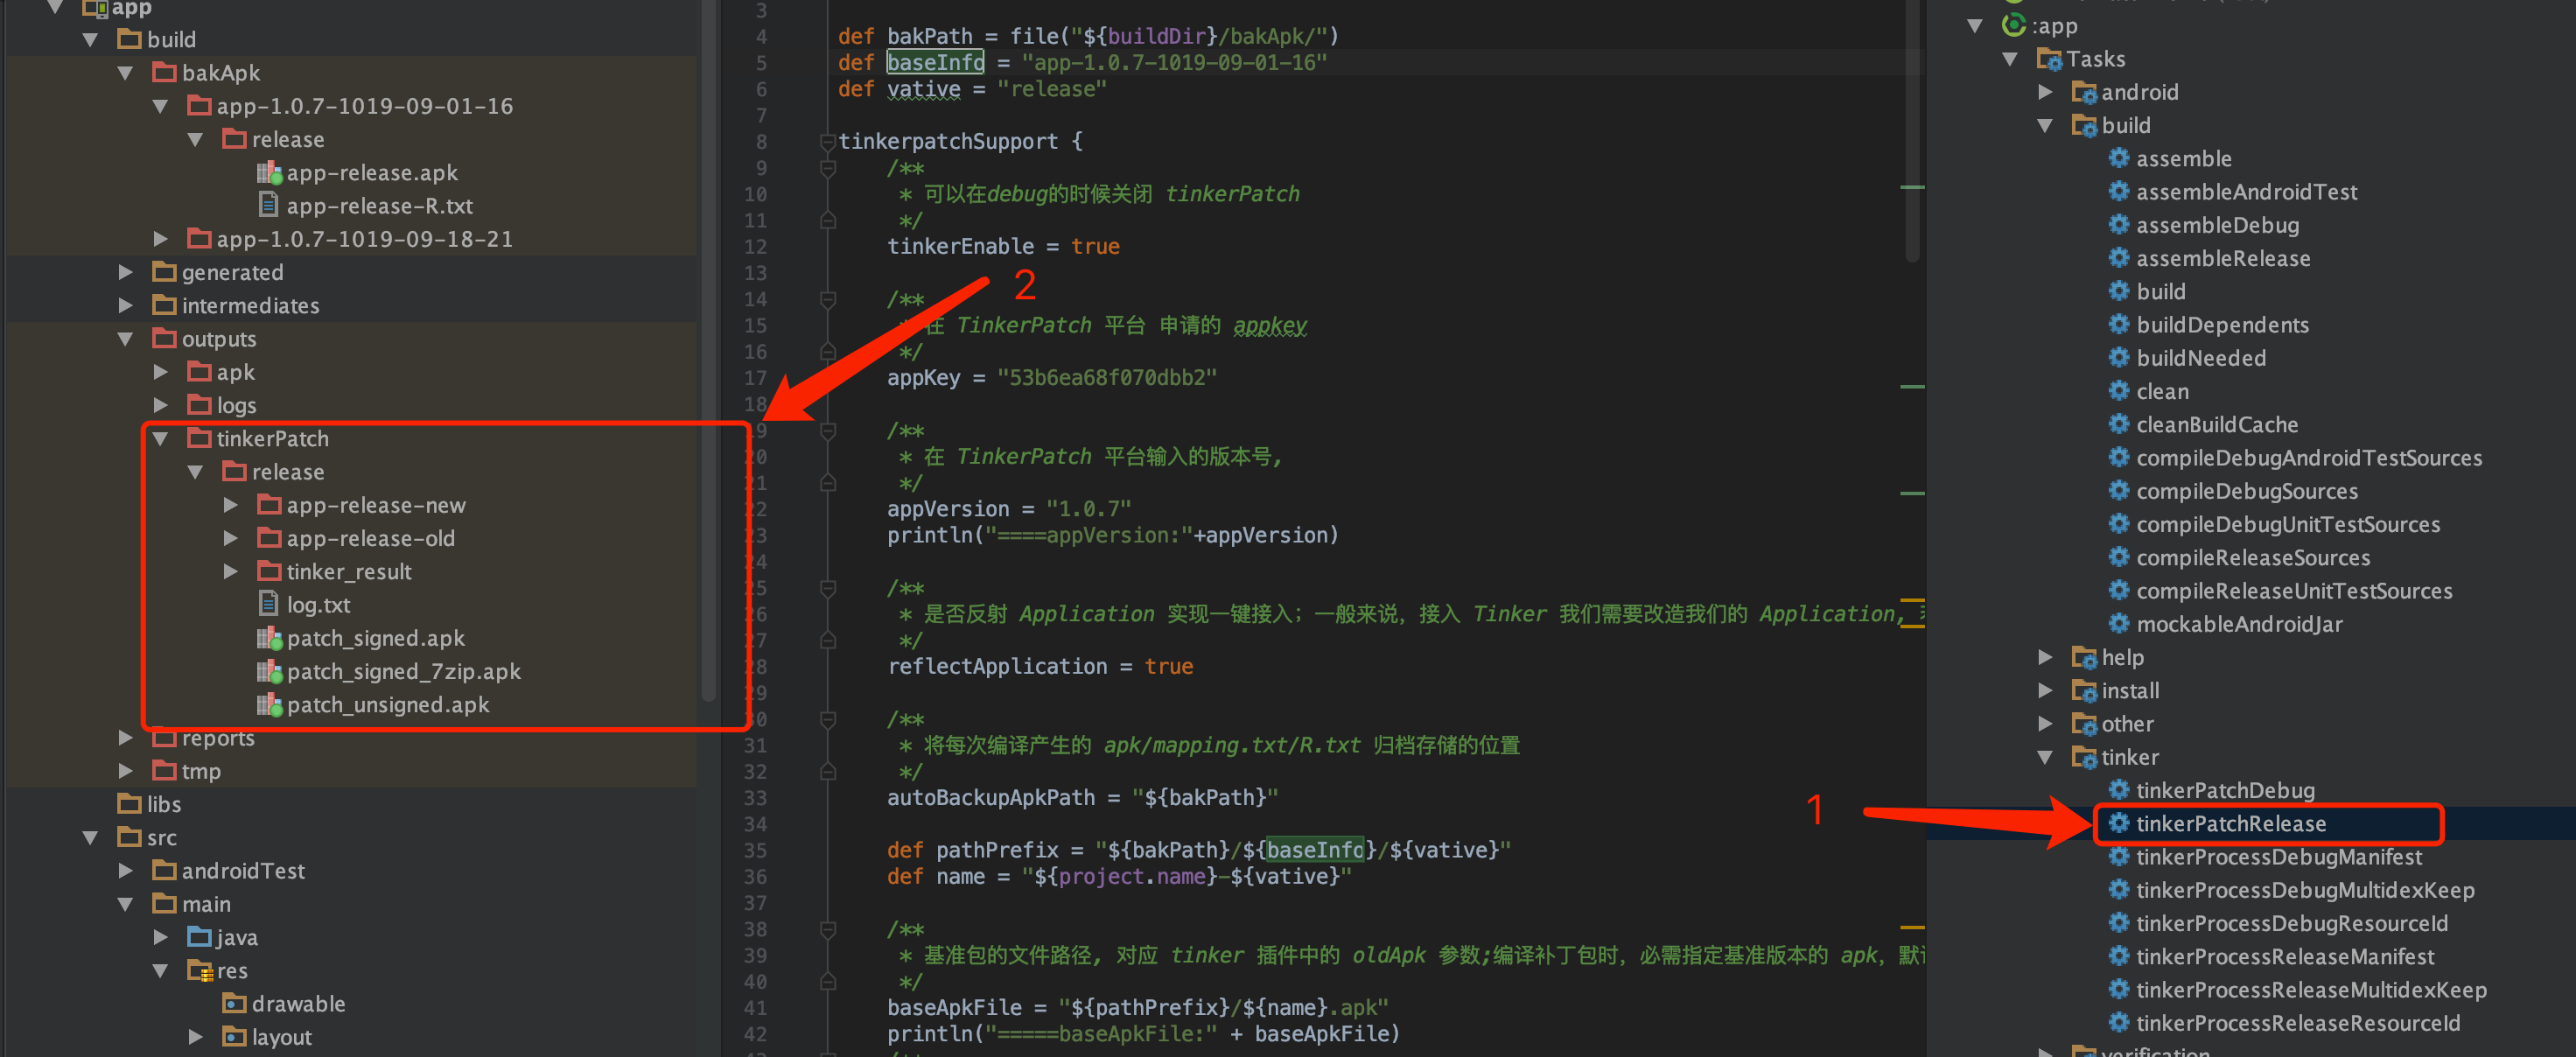 app
build
bakApk
app-1.0.7-1019-09-01-16
release
app-release.apk
app-release-R.txt
app-1.0.7-1019-09-18-21
generated
intermediates
outputs
apk
logs
tinkerPatch
release
app-release-new
app-release-old
tinker_result
log.txt
patch_signed.apk
patch_signed_7zip.apk
patch_unsigned.apk
reports
tmp
libs
src
androidTest
main
java
res
drawable
layout
3
4 def bakPath = file("${buildDir}/bakApk/")
5 def baseInfo = "app-1.0.7-1019-09-01-16"
6 def vative = "release"
7
8 tinkerpatchSupport {
9 /**
10 * 可以在debug的时候关闭 tinkerPatch
11 */
12 tinkerEnable = true
13
14 /**
15 在 TinkerPatch 平台 申请的 appkey
16 */
17 appKey = "53b6ea68f070dbb2"
18
19 /**
20 * 在 TinkerPatch 平台输入的版本号,
21 */
22 appVersion = "1.0.7"
23 println("====appVersion:"+appVersion)
24
25 /**
26 * 是否反射 Application 实现一键接入；一般来说，接入 Tinker 我们需要改造我们的 Application,
27 */
28 reflectApplication = true
29
30 /**
31 * 将每次编译产生的 apk/mapping.txt/R.txt 归档存储的位置
32 */
33 autoBackupApkPath = "${bakPath}"
34
35 def pathPrefix = "${bakPath}/${baseInfo}/${vative}"
36 def name = "${project.name}-${vative}"
37
38 /**
39 * 基准包的文件路径, 对应 tinker 插件中的 oldApk 参数;编译补丁包时，必需指定基准版本的 apk，默
40 */
41 baseApkFile = "${pathPrefix}/${name}.apk"
42 println("=====baseApkFile:" + baseApkFile)
2
1
:app
Tasks
android
build
assemble
assembleAndroidTest
assembleDebug
assembleRelease
build
buildDependents
buildNeeded
clean
cleanBuildCache
compileDebugAndroidTestSources
compileDebugSources
compileDebugUnitTestSources
compileReleaseSources
compileReleaseUnitTestSources
mockableAndroidJar
help
install
other
tinker
tinkerPatchDebug
tinkerPatchRelease
tinkerProcessDebugManifest
tinkerProcessDebugMultidexKeep
tinkerProcessDebugResourceId
tinkerProcessReleaseManifest
tinkerProcessReleaseMultidexKeep
tinkerProcessReleaseResourceId
verification